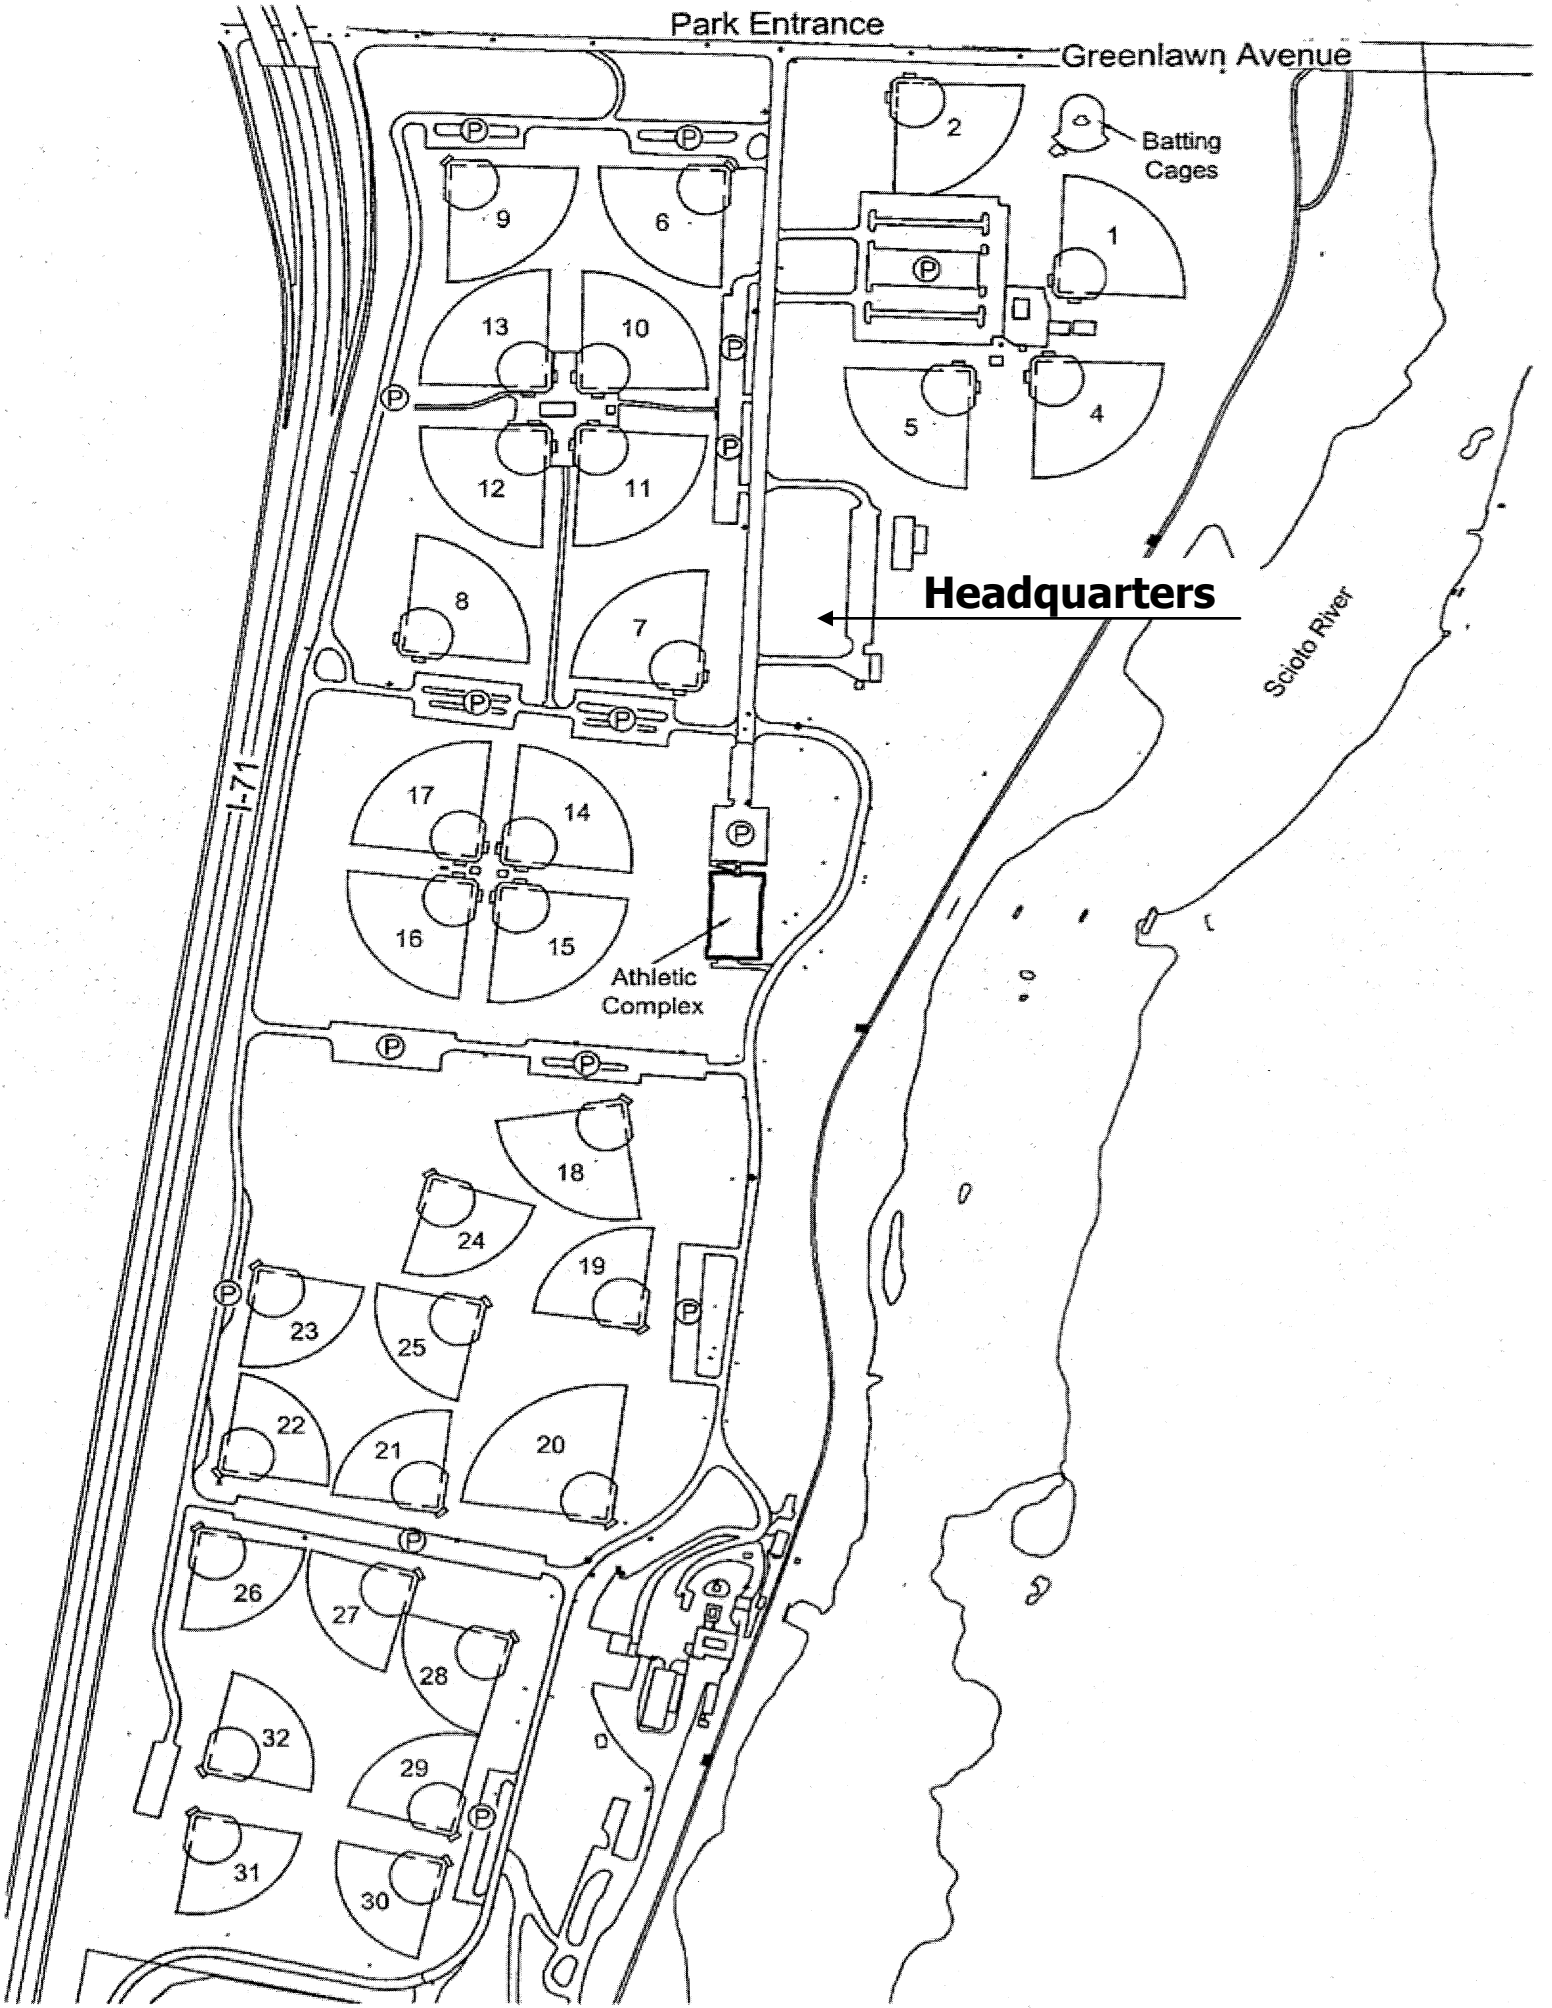 Park Entrance
Greenlawn Avenue
P
P
2
Batting
Cages
9
6
1
P
13
10
P
P
5
4
P
12
11
Headquarters
8
7
Scioto River
P
P
I-71
17
14
P
16
15
Athletic
Complex
P
P
18
24
19
P
P
23
25
22
21
20
P
26
27
28
32
29
P
31
30